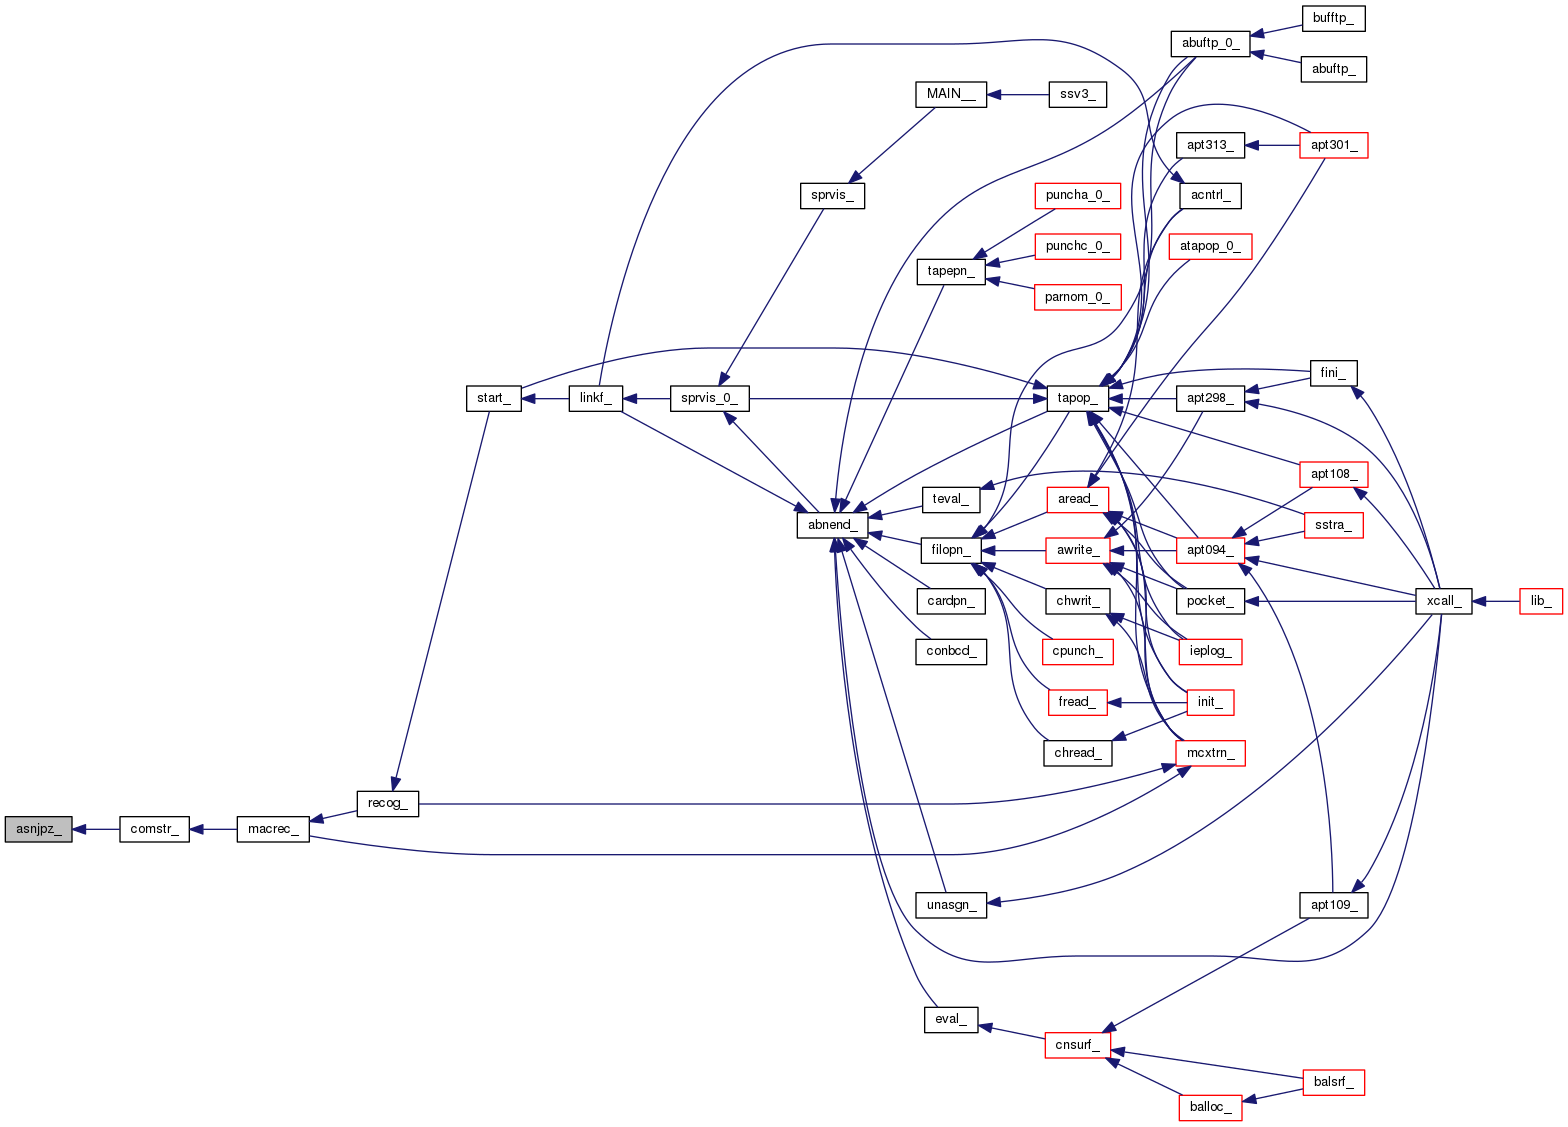 bufftp_
abuftp_0_
abuftp_
MAIN__
ssv3_
apt313_
apt301_
sprvis_
puncha_0_
acntrl_
punchc_0_
atapop_0_
tapepn_
parnom_0_
fini_
start_
linkf_
sprvis_0_
tapop_
apt298_
apt108_
teval_
aread_
abnend_
sstra_
filopn_
awrite_
apt094_
cardpn_
chwrit_
pocket_
xcall_
lib_
conbcd_
cpunch_
ieplog_
fread_
init_
chread_
mcxtrn_
recog_
asnjpz_
comstr_
macrec_
unasgn_
apt109_
eval_
cnsurf_
balsrf_
balloc_